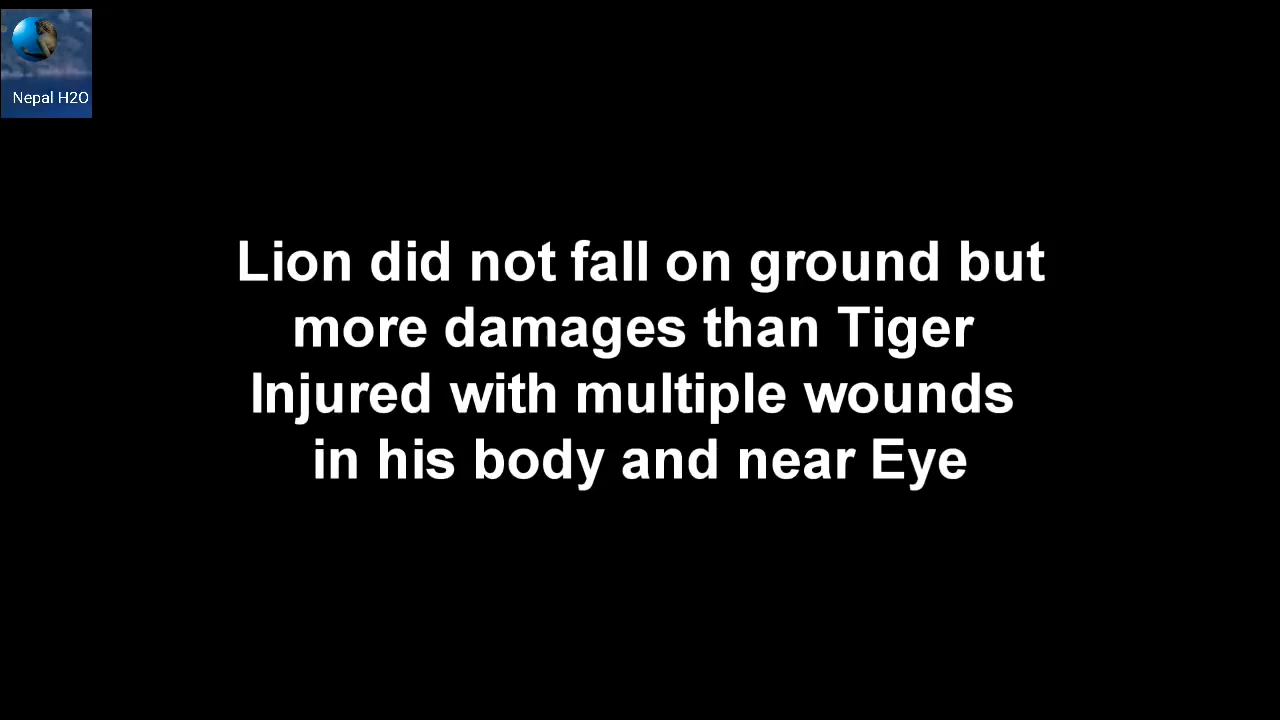 Nepal H2O
Lion did not fall on ground but
more damages than Tiger
Injured with multiple wounds
in his body and near Eye